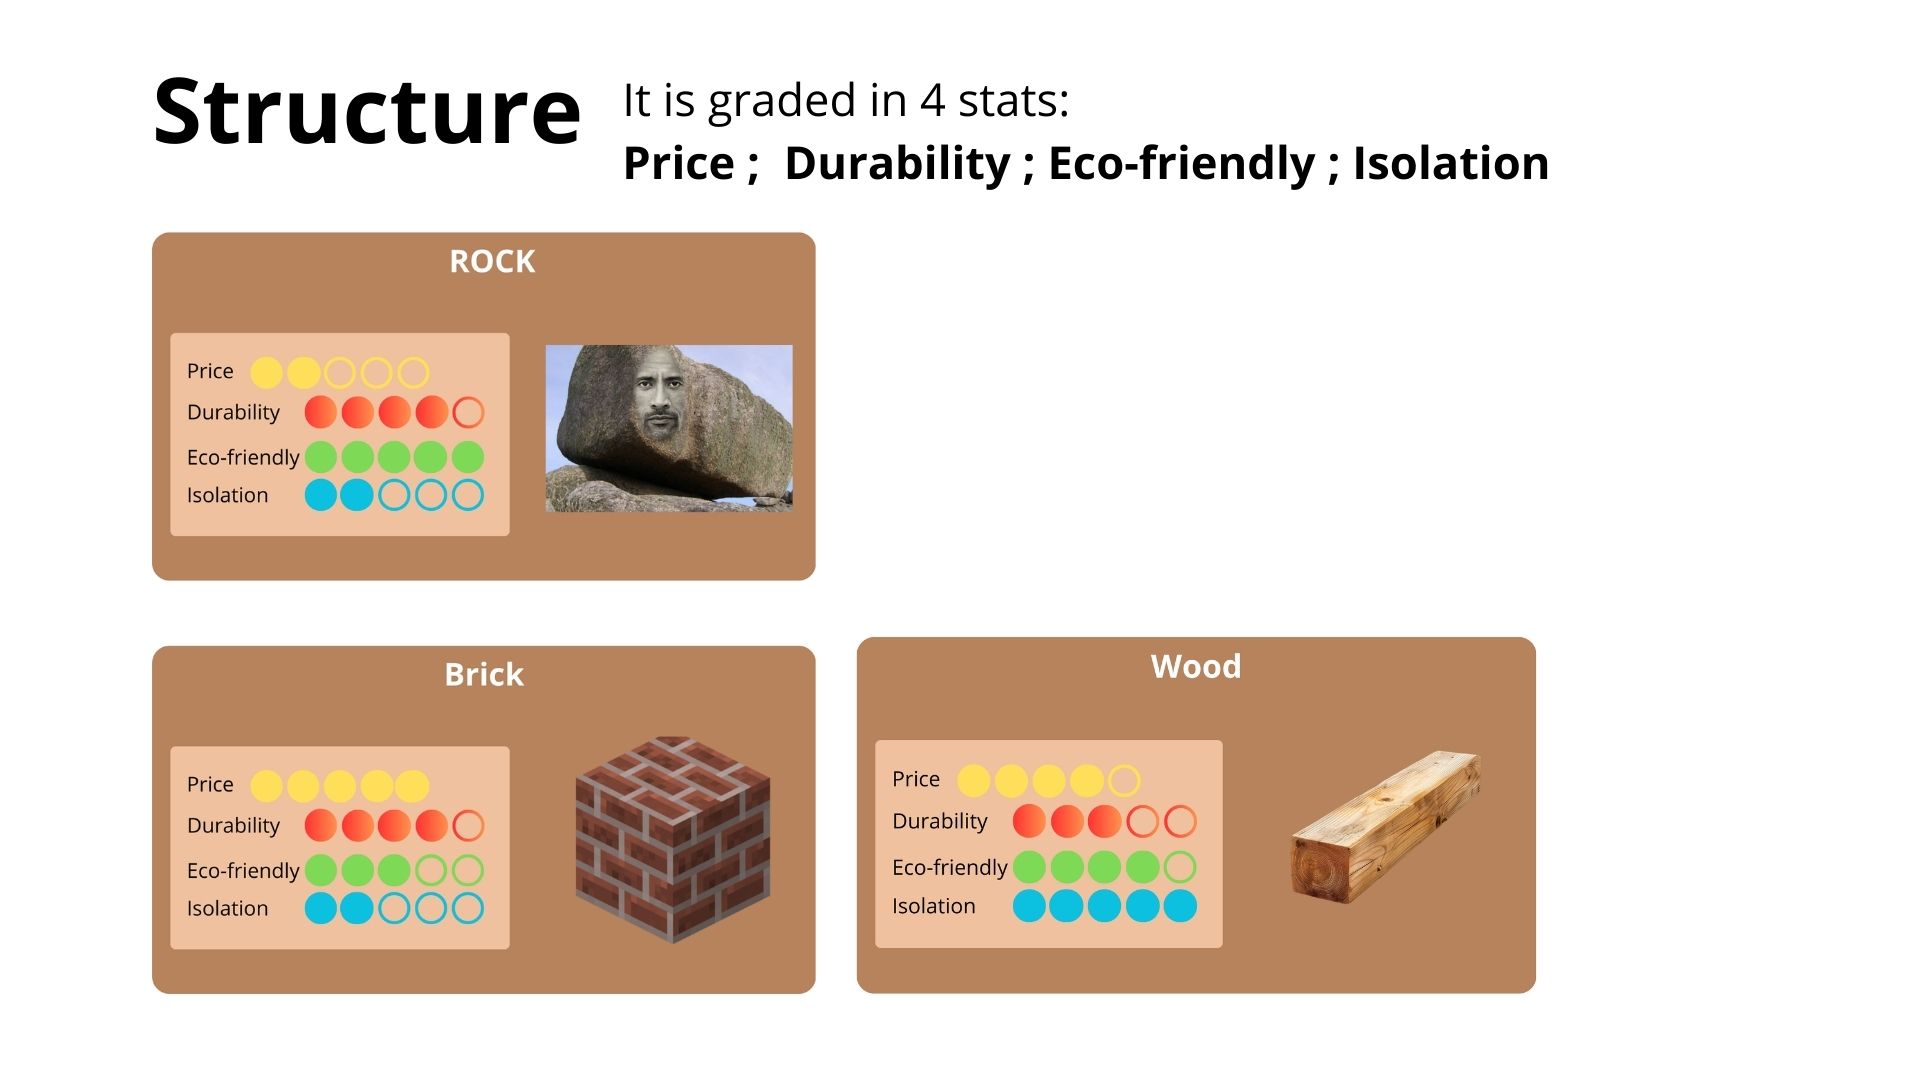 Structure
It is graded in 4 stats:
Price ; Durability ; Eco-friendly ; Isolation
ROCK
Price
Durability
Eco-friendly
Isolation
Brick
Price
Durability
Eco-friendly
Isolation
Wood
Price
Durability
Eco-friendly
Isolation